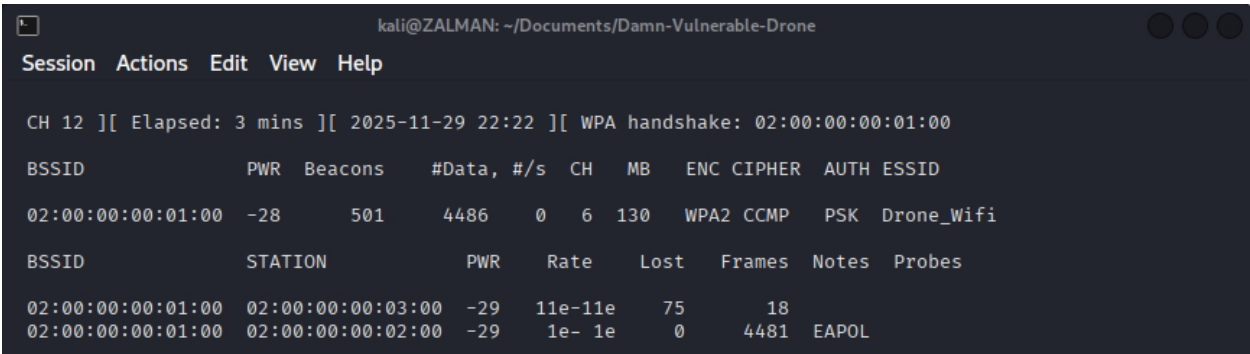 kali@ZALMAN: ~/Documents/Damn-Vulnerable-Drone
Session Actions Edit View Help
CH 12 ][ Elapsed: 3 mins ][ 2025-11-29 22:22 ][ WPA handshake: 02:00:00:00:01:00
BSSID PWR Beacons #Data, #/s CH MB ENC CIPHER AUTH ESSID
02:00:00:00:01:00 -28 501 4486 0 6 130 WPA2 CCMP PSK Drone_Wifi
BSSID STATION PWR Rate Lost Frames Notes Probes
02:00:00:00:01:00 02:00:00:00:03:00 -29 11e-11e 75 18
02:00:00:00:01:00 02:00:00:00:02:00 -29 1e- 1e 0 4481 EAPOL